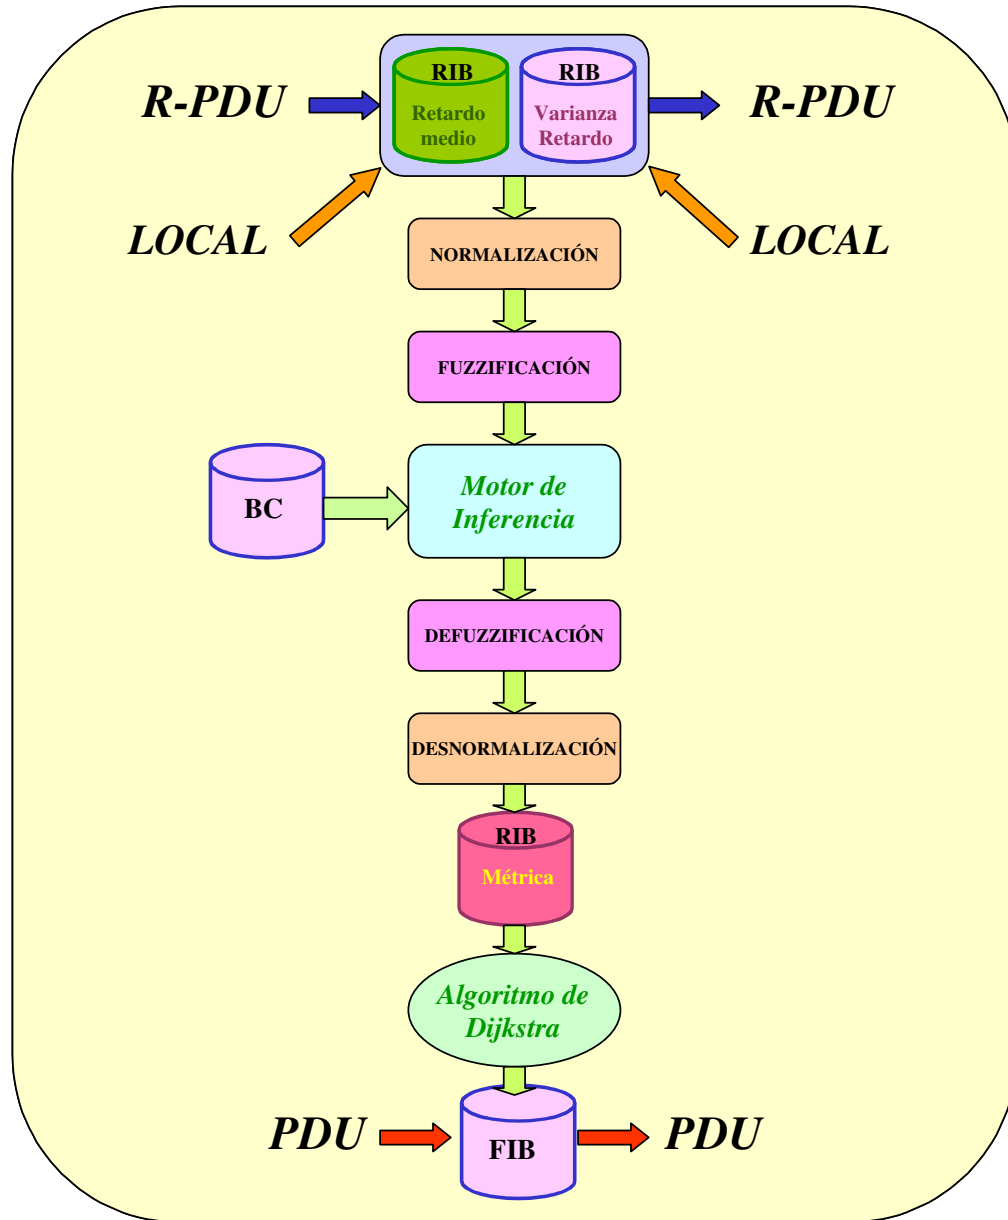 RIB
Retardo
medio
RIB
Varianza
Retardo
R-PDU
R-PDU
LOCAL
LOCAL
NORMALIZACIÓN
FUZZIFICACIÓN
BC
Motor de
Inferencia
DEFUZZIFICACIÓN
DESNORMALIZACIÓN
RIB
Métrica
Algoritmo de
Dijkstra
PDU
FIB
PDU